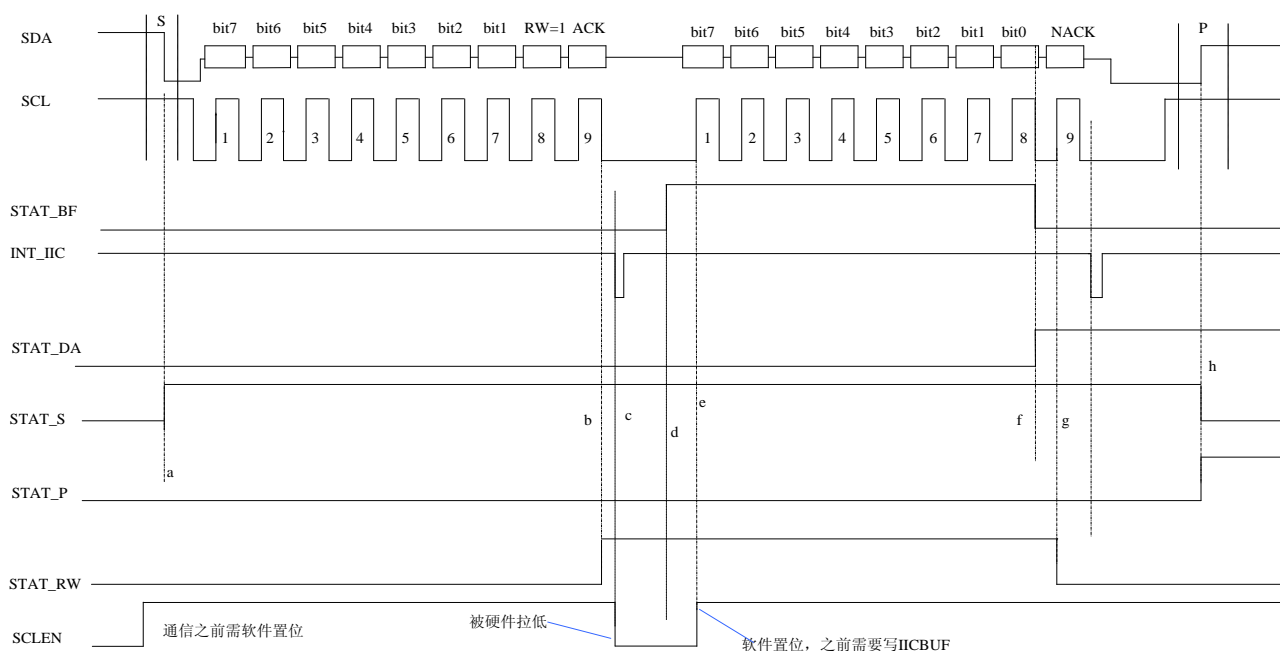 S
bit7 bit6 bit5 bit4 bit3 bit2 bit1 RW=1 ACK bit7 bit6 bit5 bit4 bit3 bit2 bit1 bit0 NACK P
SDA
SCL
1 2 3 4 5 6 7 8 9 1 2 3 4 5 6 7 8 9
STAT_BF
INT_IIC
STAT_DA
h
e
STAT_S b c d f g
a
STAT_P
STAT_RW
SCLEN
通信之前需软件置位
被硬件拉低
软件置位，之前需要写IICBUF